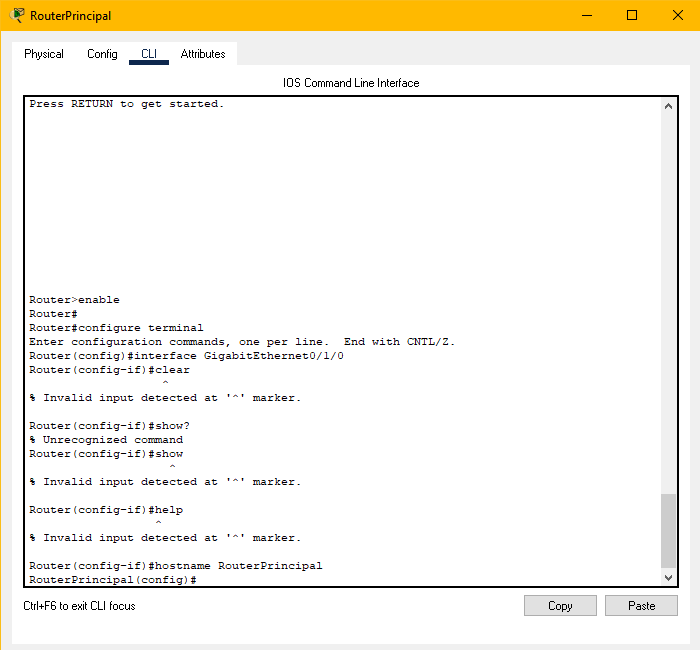 RouterPrincipal
Physical Config CLI Attributes
IOS Command Line Interface
Press RETURN to get started.
Router>enable
Router#
Router#configure terminal
Enter configuration commands, one per line.  End with CNTL/Z.
Router(config)#interface GigabitEthernet0/1/0
Router(config-if)#clear
^
% Invalid input detected at '^' marker.
Router(config-if)#show?
% Unrecognized command
Router(config-if)#show
^
% Invalid input detected at '^' marker.
Router(config-if)#help
^
% Invalid input detected at '^' marker.
Router(config-if)#hostname RouterPrincipal
RouterPrincipal(config)#
Ctrl+F6 to exit CLI focus
Copy Paste